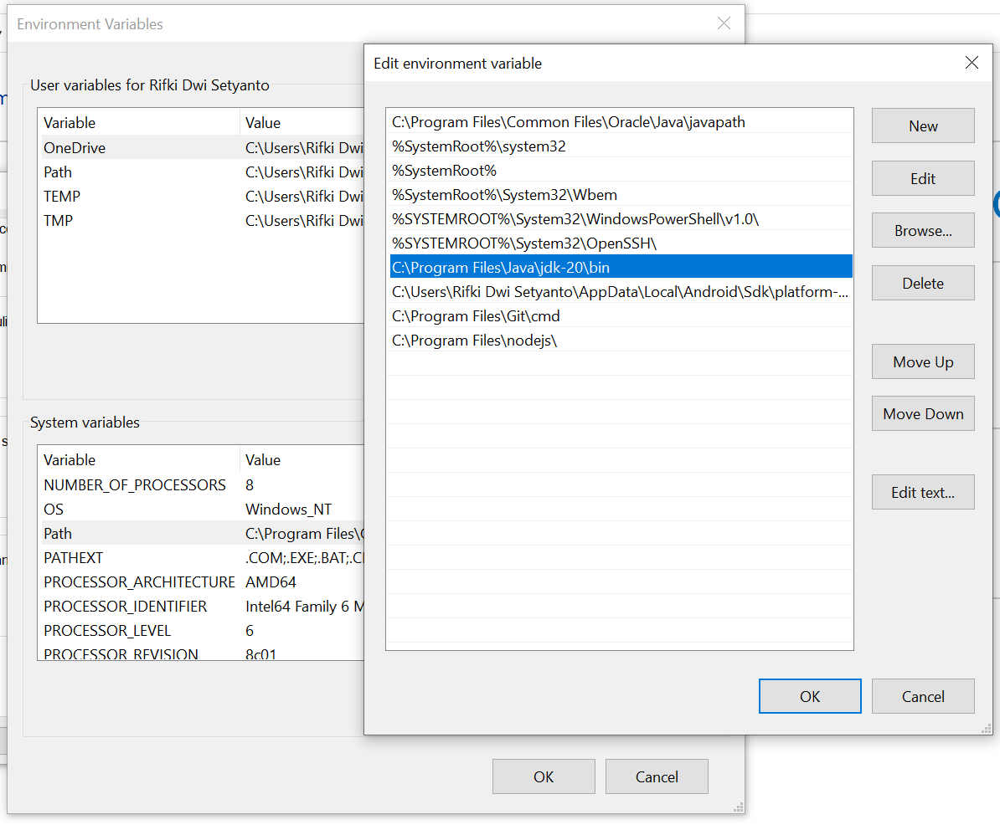 Environment Variables
Edit environment variable
User variables for Rifki Dwi Setyanto
Variable Value
OneDrive C:\Users\Rifki Dwi
Path C:\Users\Rifki Dwi
TEMP C:\Users\Rifki Dwi
TMP C:\Users\Rifki Dwi
System variables
Variable Value
NUMBER_OF_PROCESSORS 8
OS Windows_NT
Path C:\Program Files\
PATHEXT .COM;.EXE;.BAT;
PROCESSOR_ARCHITECTURE AMD64
PROCESSOR_IDENTIFIER Intel64 Family 6
PROCESSOR_LEVEL 6
PROCESSOR_REVISION 8c01
OK Cancel
C:\Program Files\Common Files\Oracle\Java\javapath
%SystemRoot%\system32
%SystemRoot%
%SystemRoot%\System32\Wbem
%SYSTEMROOT%\System32\WindowsPowerShell\v1.0\
%SYSTEMROOT%\System32\OpenSSH\
C:\Program Files\Java\jdk-20\bin
C:\Users\Rifki Dwi Setyanto\AppData\Local\Android\Sdk\platform-...
C:\Program Files\Git\cmd
C:\Program Files\nodejs\
New
Edit
Browse...
Delete
Move Up
Move Down
Edit text...
OK Cancel